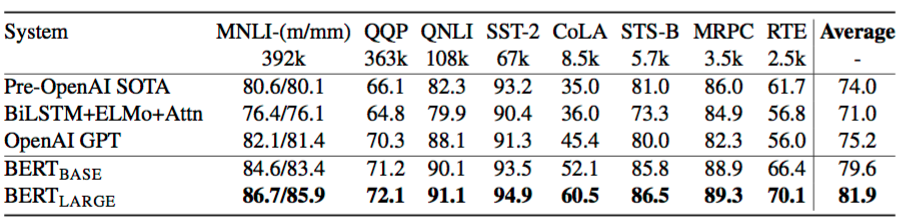 System MNLI-(m/mm) QQP QNLI SST-2 CoLA STS-B MRPC RTE Average
392k 363k 108k 67k 8.5k 5.7k 3.5k 2.5k -
Pre-OpenAI SOTA 80.6/80.1 66.1 82.3 93.2 35.0 81.0 86.0 61.7 74.0
BiLSTM+ELMo+Attn 76.4/76.1 64.8 79.9 90.4 36.0 73.3 84.9 56.8 71.0
OpenAI GPT 82.1/81.4 70.3 88.1 91.3 45.4 80.0 82.3 56.0 75.2
BERTBASE 84.6/83.4 71.2 90.1 93.5 52.1 85.8 88.9 66.4 79.6
BERTLARGE 86.7/85.9 72.1 91.1 94.9 60.5 86.5 89.3 70.1 81.9